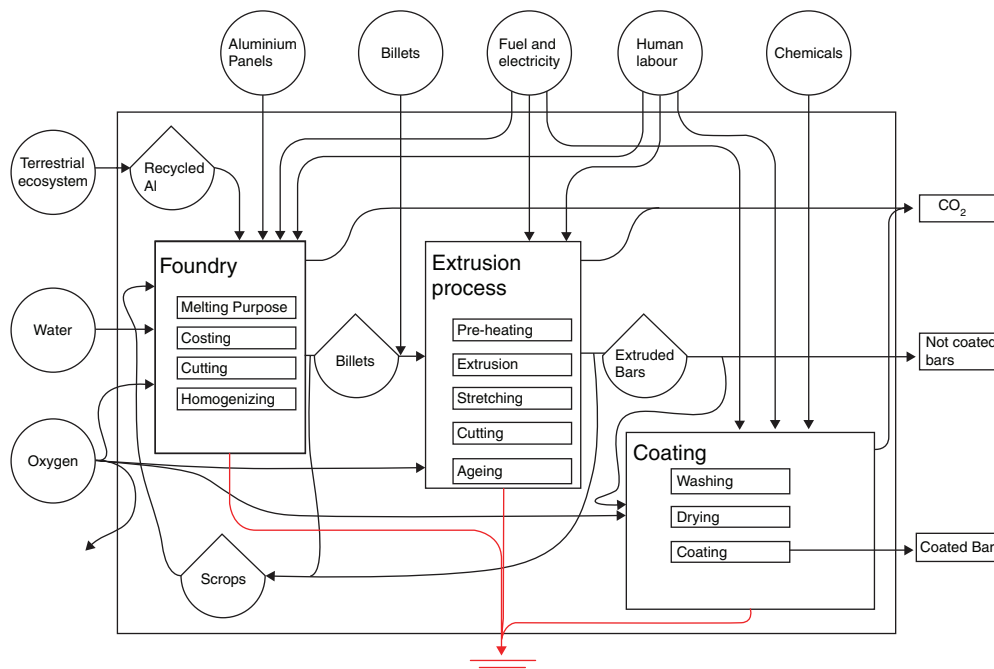 Aluminium
Panels
Billets
Fuel and
electricity
Human
labour
Chemicals
Terrestrial
ecosystem
Recycled
Al
CO2
Foundry
Melting Purpose
Costing
Cutting
Homogenizing
Water
Billets
Extrusion
process
Pre-heating
Extrusion
Stretching
Cutting
Ageing
Extruded
Bars
Not coated
bars
Oxygen
Coating
Washing
Drying
Coating
Coated Bar
Scrops